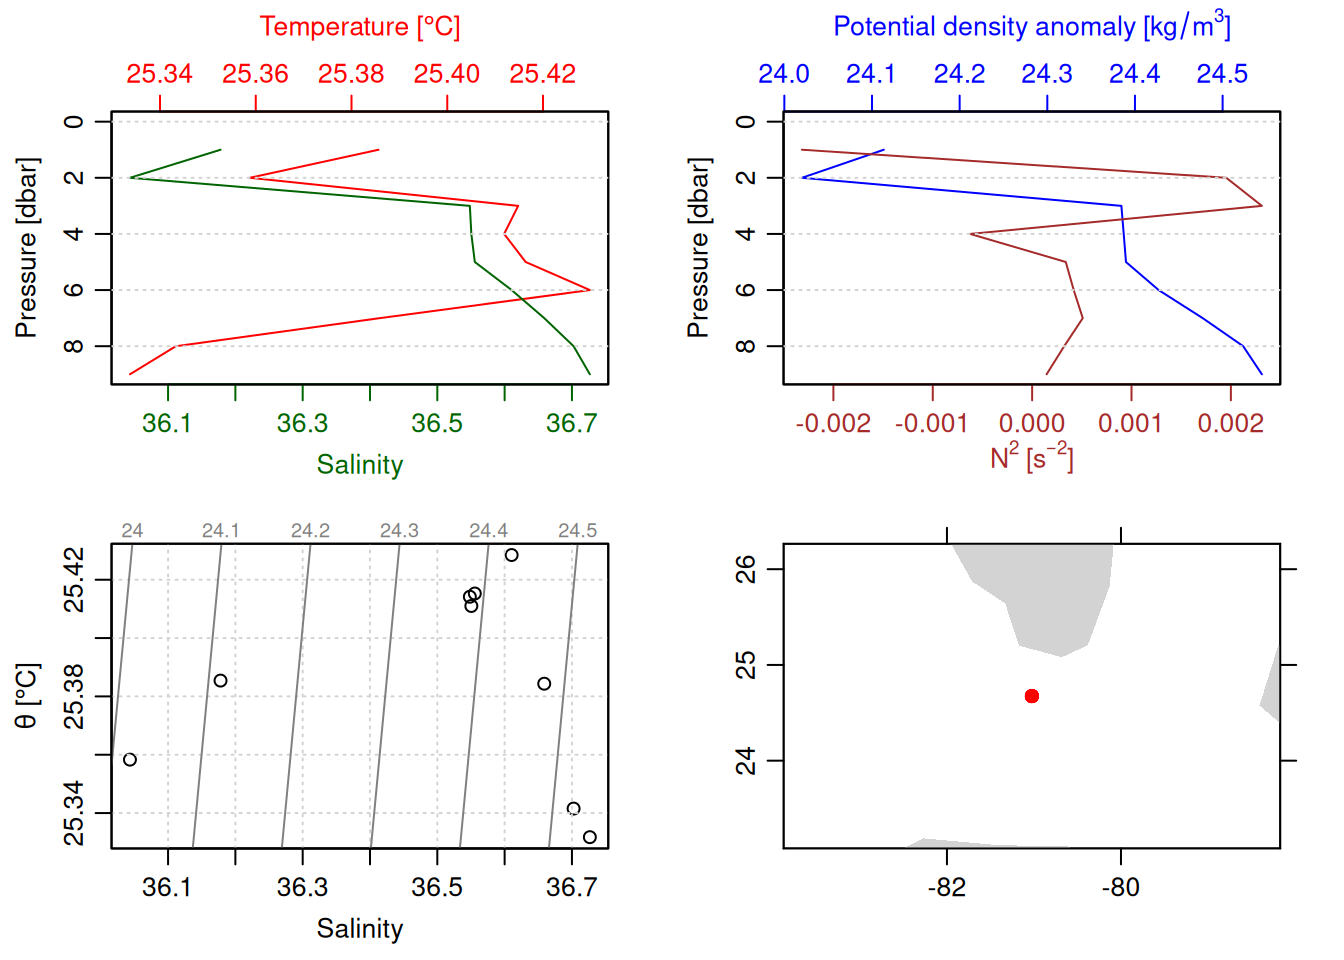 Temperature [°C]
25.34 25.36 25.38 25.40 25.42
Pressure [dbar]
0
2
4
6
8
36.1 36.3 36.5 36.7
Salinity
Potential density anomaly [kg/m³]
24.0 24.1 24.2 24.3 24.4 24.5
Pressure [dbar]
0
2
4
6
8
-0.002 -0.001 0.000 0.001 0.002
N² [s⁻²]
24 24.1 24.2 24.3 24.4 24.5
θ [°C]
25.42
25.38
25.34
36.1 36.3 36.5 36.7
Salinity
26
25
24
-82 -80